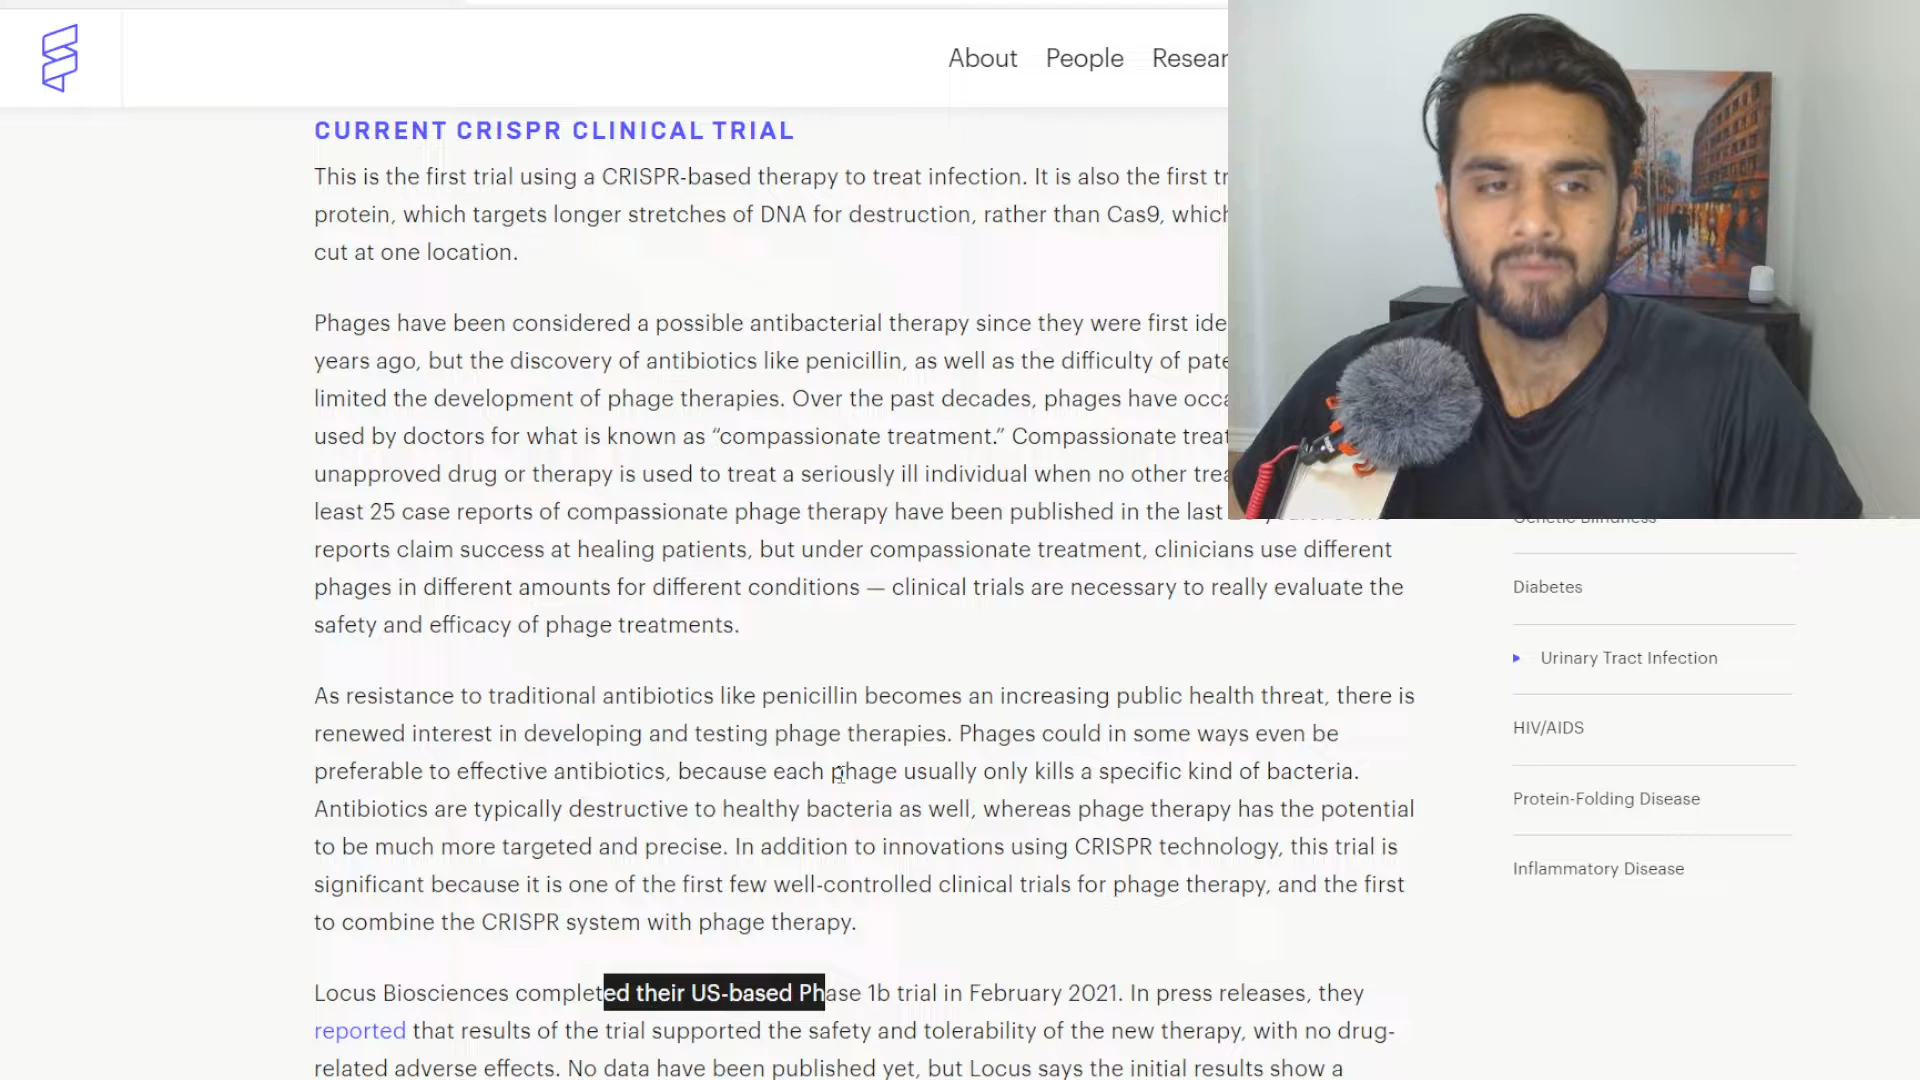 About People Resear
CURRENT CRISPR CLINICAL TRIAL
This is the first trial using a CRISPR-based therapy to treat infection. It is also the first
protein, which targets longer stretches of DNA for destruction, rather than Cas9, which
cut at one location.
Phages have been considered a possible antibacterial therapy since they were first
years ago, but the discovery of antibiotics like penicillin, as well as the difficulty of
limited the development of phage therapies. Over the past decades, phages have
used by doctors for what is known as “compassionate treatment.” Compassionate
unapproved drug or therapy is used to treat a seriously ill individual when no other
least 25 case reports of compassionate phage therapy have been published in the last
reports claim success at healing patients, but under compassionate treatment, clinicians use different
phages in different amounts for different conditions — clinical trials are necessary to really evaluate the
safety and efficacy of phage treatments.
As resistance to traditional antibiotics like penicillin becomes an increasing public health threat, there is
renewed interest in developing and testing phage therapies. Phages could in some ways even be
preferable to effective antibiotics, because each phage usually only kills a specific kind of bacteria.
Antibiotics are typically destructive to healthy bacteria as well, whereas phage therapy has the potential
to be much more targeted and precise. In addition to innovations using CRISPR technology, this trial is
significant because it is one of the first few well-controlled clinical trials for phage therapy, and the first
to combine the CRISPR system with phage therapy.
Locus Biosciences completed their US-based Phase 1b trial in February 2021. In press releases, they
reported that results of the trial supported the safety and tolerability of the new therapy, with no drug-
related adverse effects. No data have been published yet, but Locus says the initial results show a
Genetic Blindness
Diabetes
Urinary Tract Infection
HIV/AIDS
Protein-Folding Disease
Inflammatory Disease